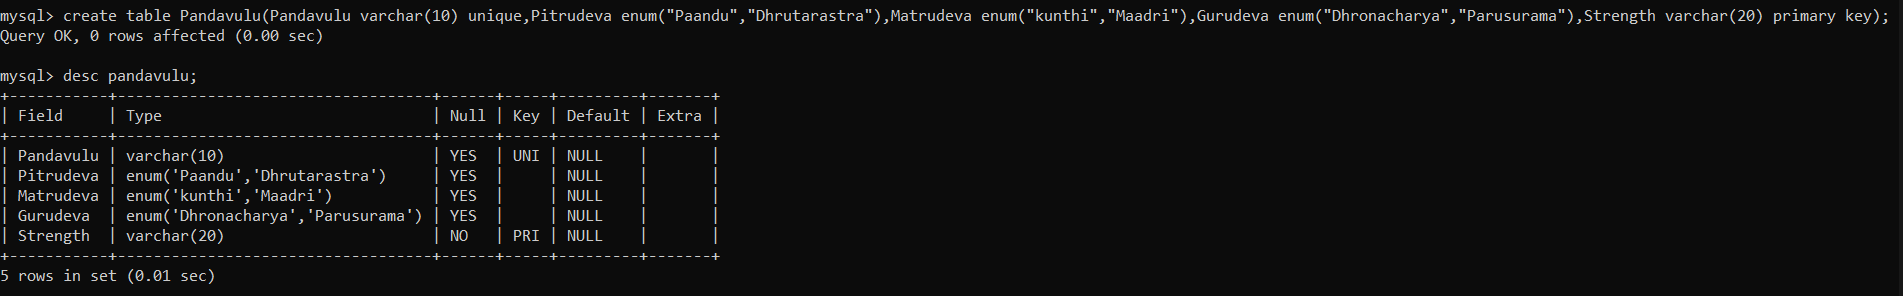 mysql> create table Pandavulu(Pandavulu varchar(10) unique,Pitrudeva enum("Paandu","Dhrutarastra"),Matrudeva enum("kunthi","Maadri"),Gurudeva enum("Dhronacharya","Parusurama"),Strength varchar(20) primary key);
Query OK, 0 rows affected (0.00 sec)
mysql> desc pandavulu;
+-----------+-----------------------------------+------+-----+---------+-------+
| Field     | Type                              | Null | Key | Default | Extra |
+-----------+-----------------------------------+------+-----+---------+-------+
| Pandavulu | varchar(10)                       | YES  | UNI | NULL    |       |
| Pitrudeva | enum('Paandu','Dhrutarastra')     | YES  |     | NULL    |       |
| Matrudeva | enum('kunthi','Maadri')           | YES  |     | NULL    |       |
| Gurudeva  | enum('Dhronacharya','Parusurama') | YES  |     | NULL    |       |
| Strength  | varchar(20)                       | NO   | PRI | NULL    |       |
+-----------+-----------------------------------+------+-----+---------+-------+
5 rows in set (0.01 sec)